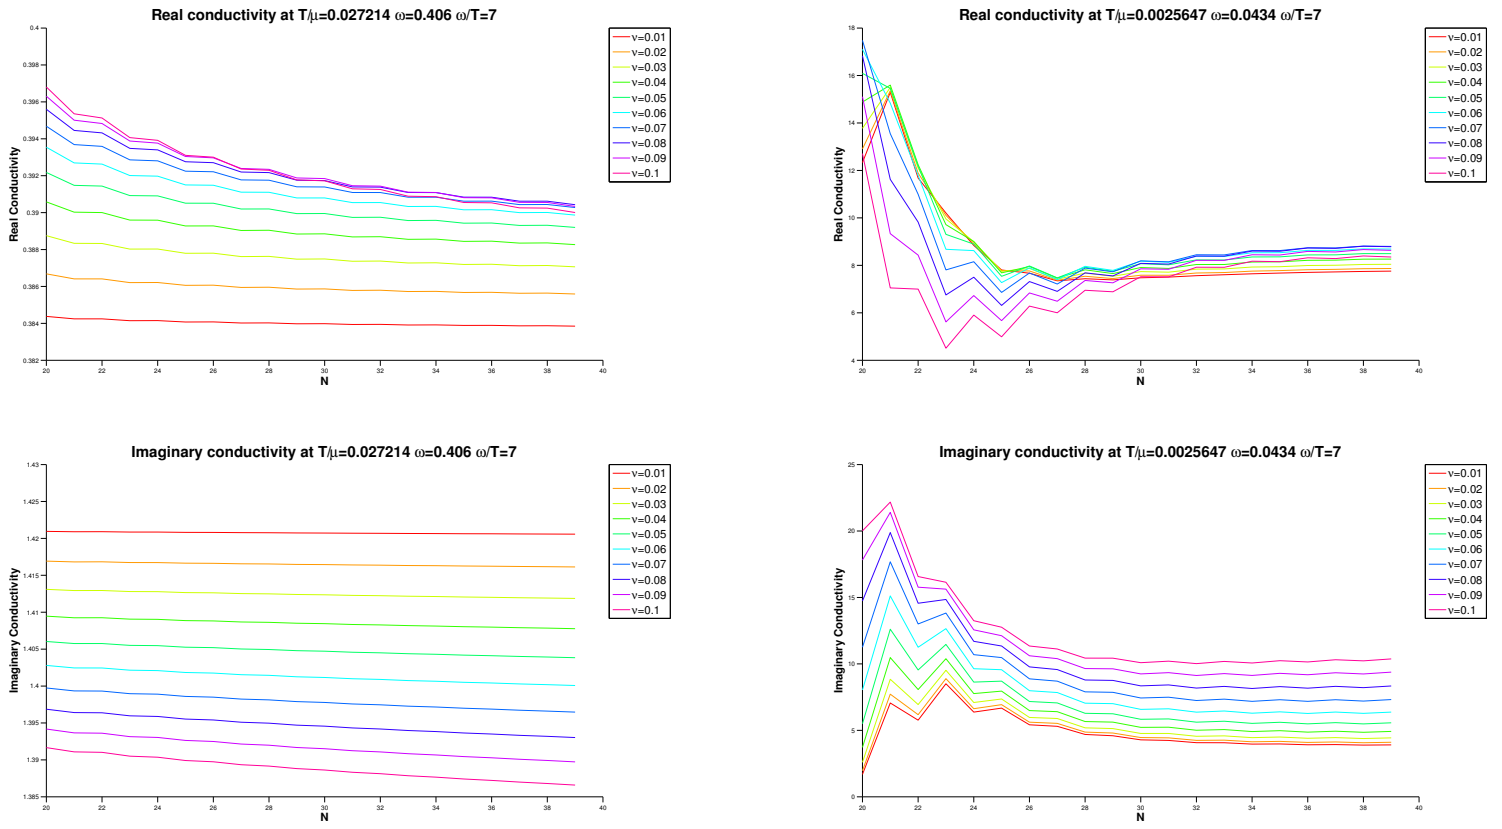 Real conductivity at T/μ=0.027214 ω=0.406 ω/T=7
0.4
0.398
0.396
0.394
0.392
0.39
0.388
0.386
0.384
0.382
Real Conductivity
20 22 24 26 28 30 32 34 36 38 40
N
ν=0.01
ν=0.02
ν=0.03
ν=0.04
ν=0.05
ν=0.06
ν=0.07
ν=0.08
ν=0.09
ν=0.1
Real conductivity at T/μ=0.0025647 ω=0.0434 ω/T=7
18
16
14
12
10
8
6
4
Real Conductivity
20 22 24 26 28 30 32 34 36 38 40
N
ν=0.01
ν=0.02
ν=0.03
ν=0.04
ν=0.05
ν=0.06
ν=0.07
ν=0.08
ν=0.09
ν=0.1
Imaginary conductivity at T/μ=0.027214 ω=0.406 ω/T=7
1.43
1.425
1.42
1.415
1.41
1.405
1.4
1.395
1.39
1.385
Imaginary Conductivity
20 22 24 26 28 30 32 34 36 38 40
N
ν=0.01
ν=0.02
ν=0.03
ν=0.04
ν=0.05
ν=0.06
ν=0.07
ν=0.08
ν=0.09
ν=0.1
Imaginary conductivity at T/μ=0.0025647 ω=0.0434 ω/T=7
25
20
15
10
5
0
Imaginary Conductivity
20 22 24 26 28 30 32 34 36 38 40
N
ν=0.01
ν=0.02
ν=0.03
ν=0.04
ν=0.05
ν=0.06
ν=0.07
ν=0.08
ν=0.09
ν=0.1